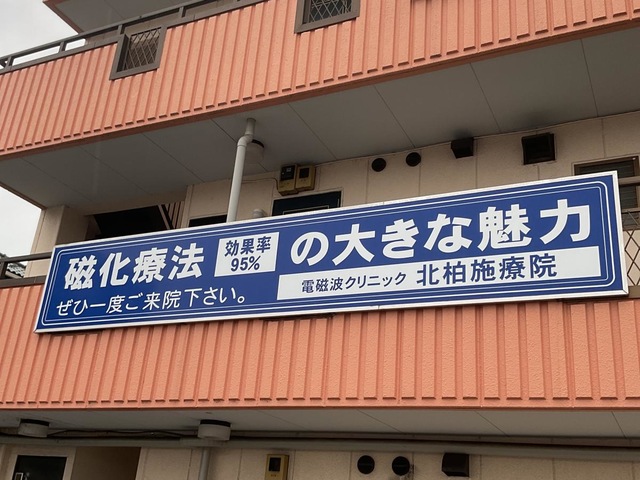 磁化療法 効果率 95% の大きな魅力
ぜひ一度ご来院下さい。 電磁波クリニック 北柏施療院